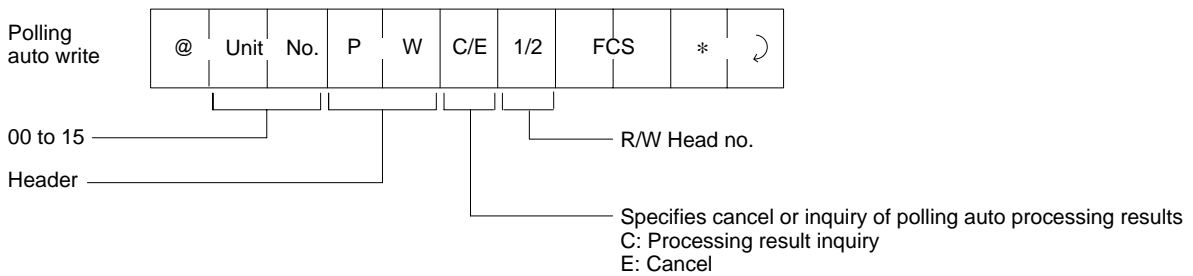 Polling
auto write
@ Unit No. P W C/E 1/2 FCS *
00 to 15
R/W Head no.
Header
Specifies cancel or inquiry of polling auto processing results
C: Processing result inquiry
E: Cancel